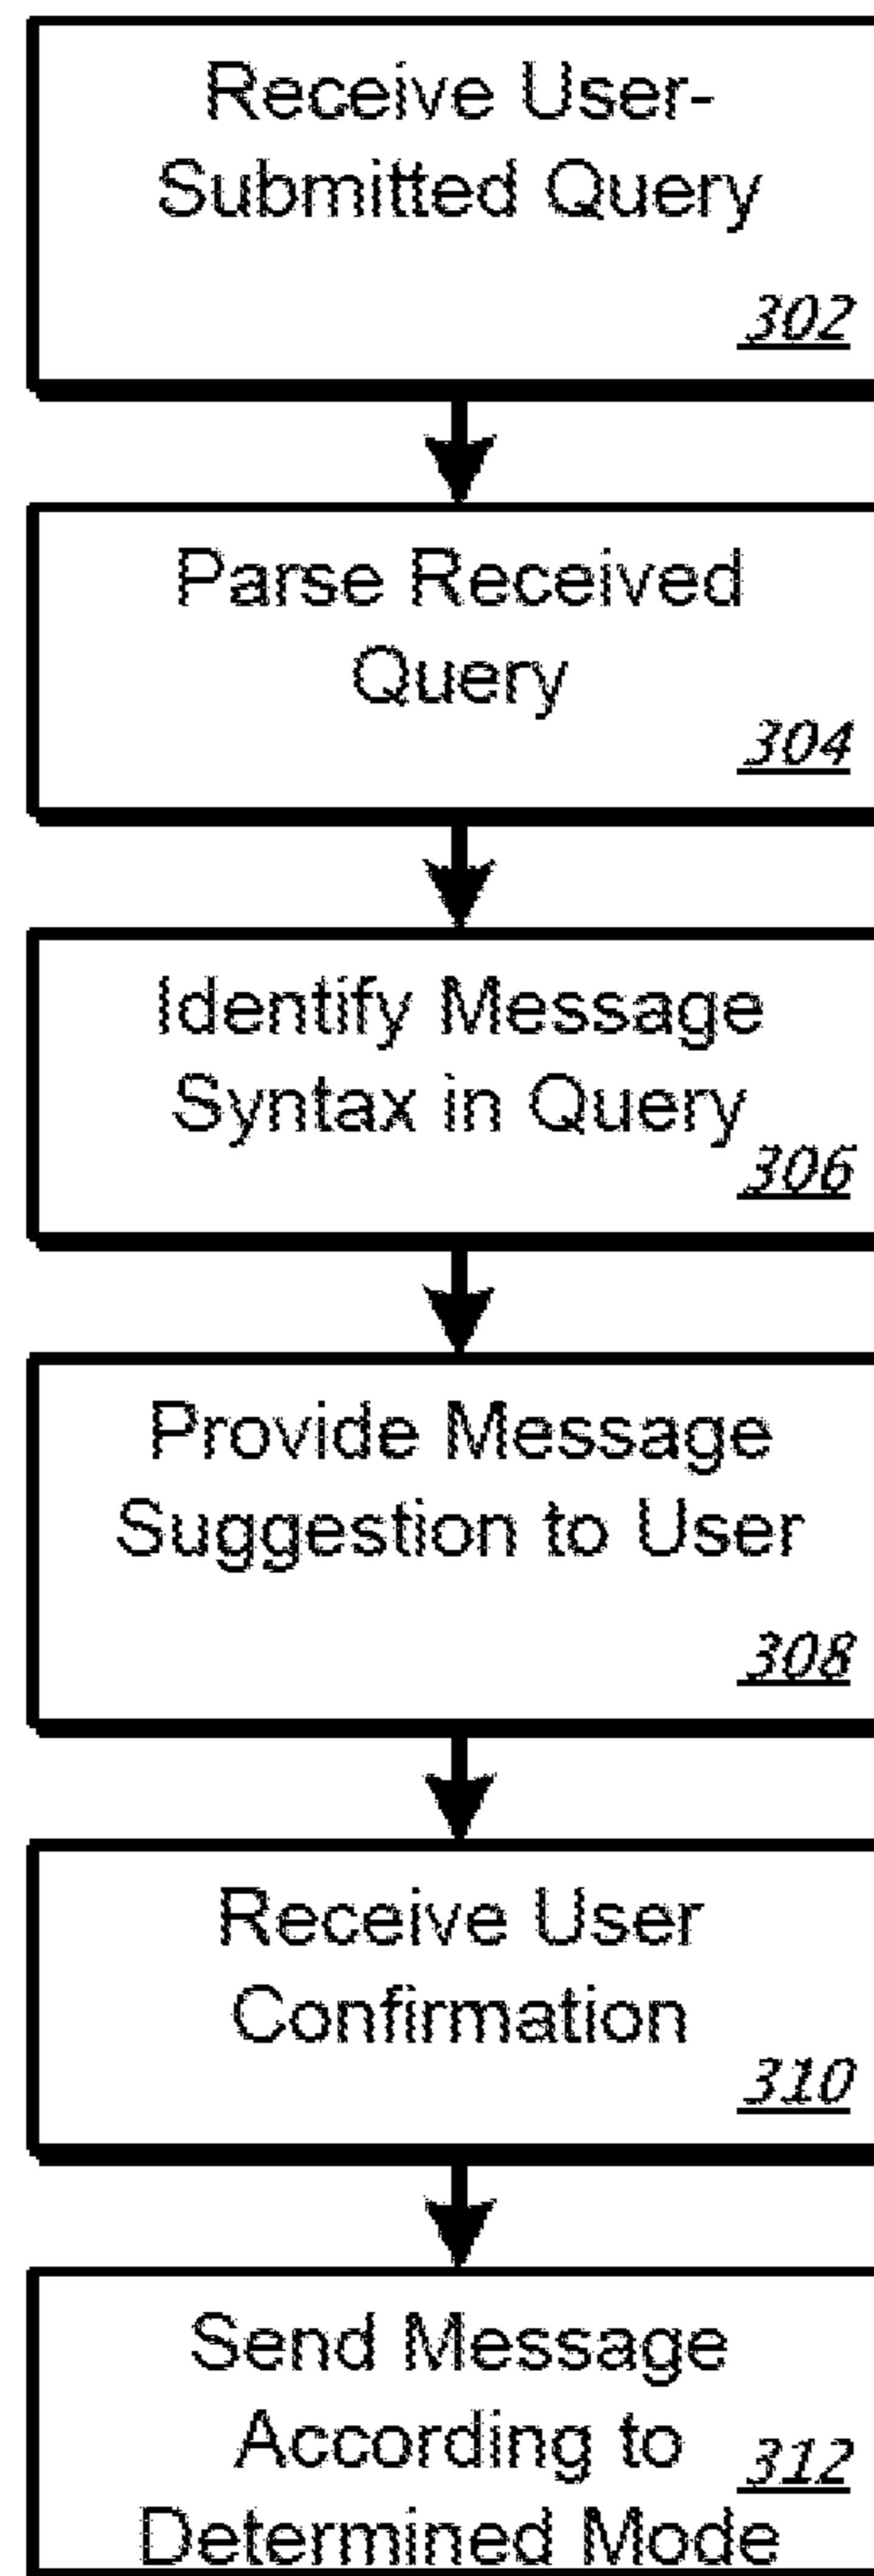 Receive User-
Submitted Query
302
Parse Received
Query
304
Identify Message
Syntax in Query
306
Provide Message
Suggestion to User
308
Receive User
Confirmation
310
Send Message
According to 312
Determined Mode